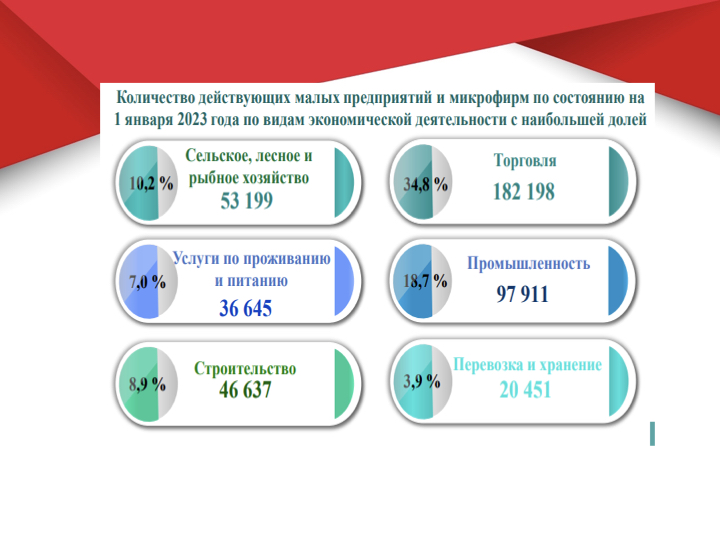 Количество действующих малых предприятий и микрофирм по состоянию на
1 января 2023 года по видам экономической деятельности с наибольшей долей
10,2 %
Сельское, лесное и
рыбное хозяйство
53 199
34,8 %
Торговля
182 198
7,0 %
Услуги по проживанию
и питанию
36 645
18,7 %
Промышленность
97 911
8,9 %
Строительство
46 637
3,9 %
Перевозка и хранение
20 451